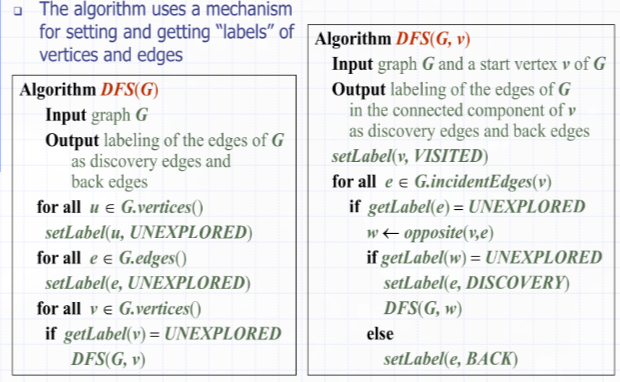 The algorithm uses a mechanism
for setting and getting “labels” of
vertices and edges
Algorithm DFS(G)
Input graph G
Output labeling of the edges of G
as discovery edges and
back edges
for all u ∈ G.vertices()
setLabel(u, UNEXPLORED)
for all e ∈ G.edges()
setLabel(e, UNEXPLORED)
for all v ∈ G.vertices()
if getLabel(v) = UNEXPLORED
DFS(G, v)
Algorithm DFS(G, v)
Input graph G and a start vertex v of G
Output labeling of the edges of G
in the connected component of v
as discovery edges and back edges
setLabel(v, VISITED)
for all e ∈ G.incidentEdges(v)
if getLabel(e) = UNEXPLORED
w ← opposite(v,e)
if getLabel(w) = UNEXPLORED
setLabel(e, DISCOVERY)
DFS(G, w)
else
setLabel(e, BACK)